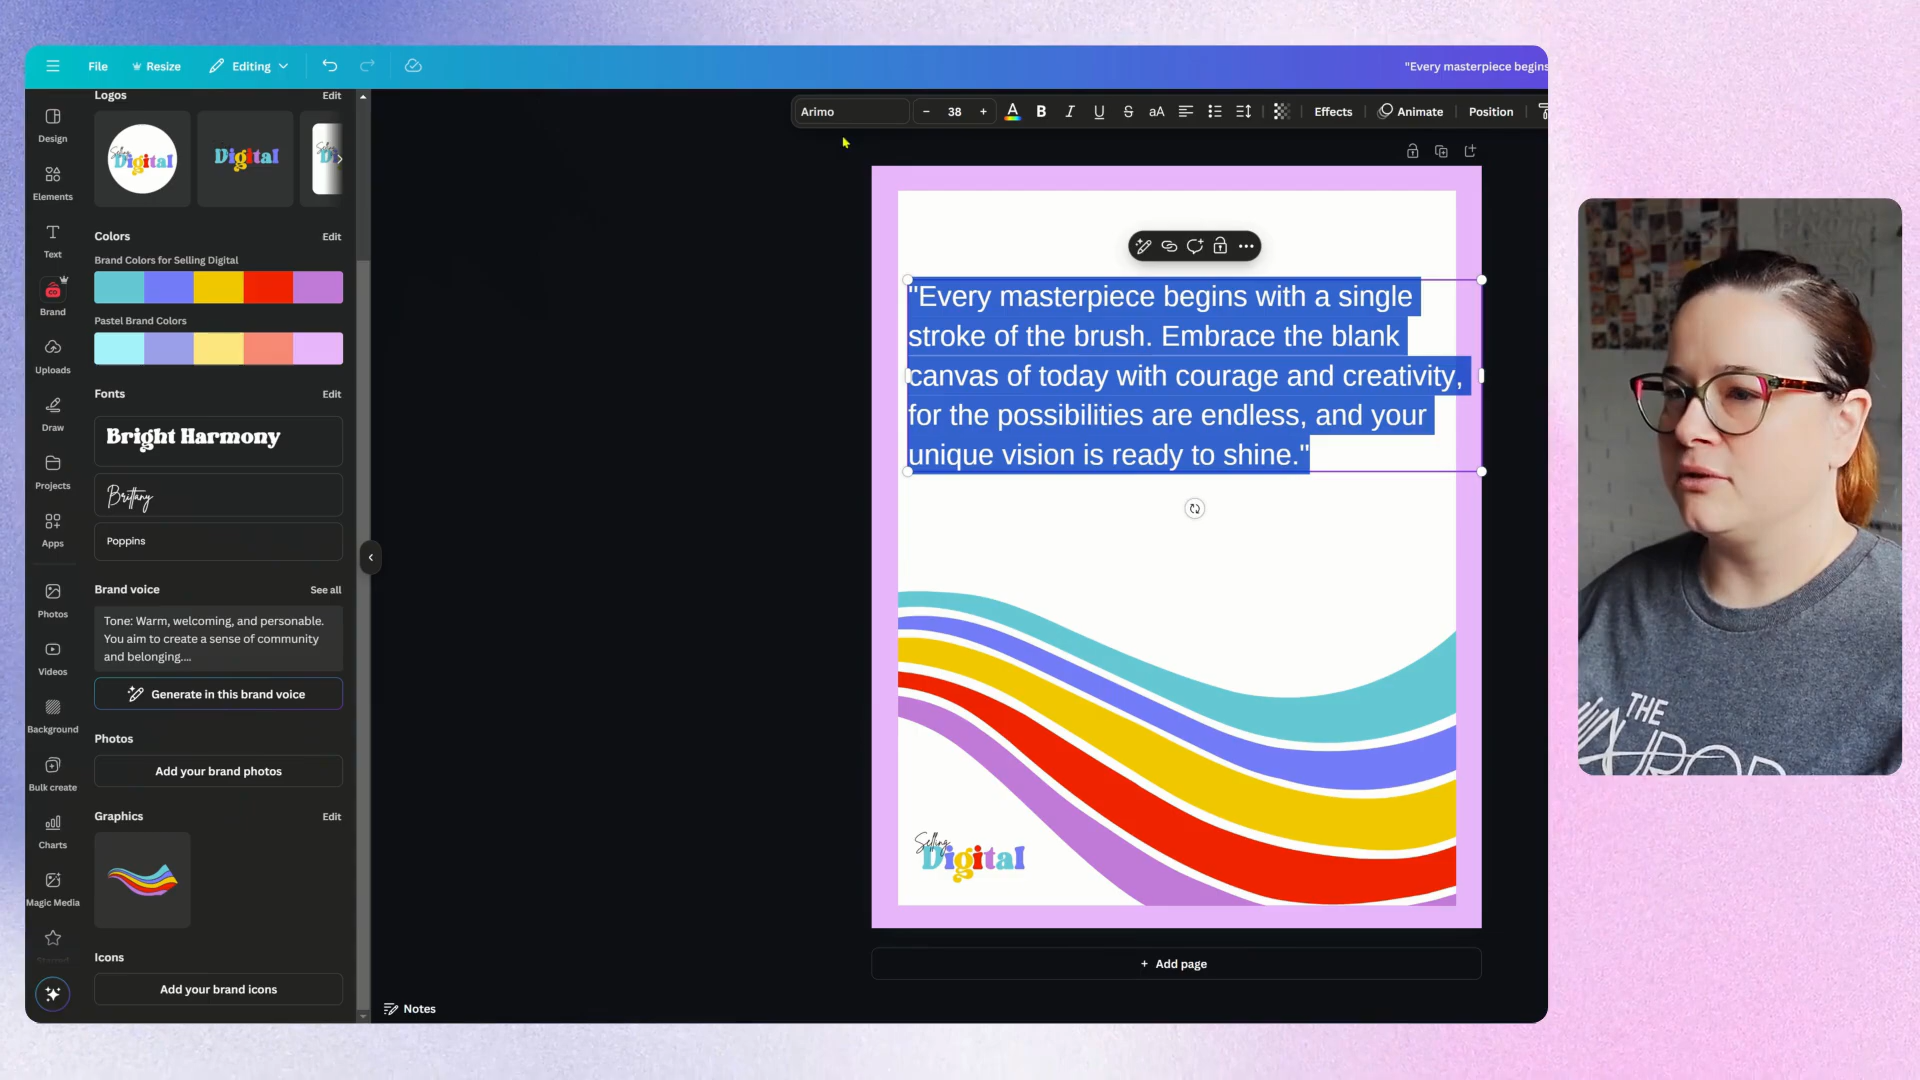 File
Resize
Editing
"Every masterpiece begins
Arimo
38
A
B
I
U
S
aA
Effects
Animate
Position
Design
Elements
Text
Brand
Uploads
Draw
Projects
Apps
Photos
Videos
Background
Bulk create
Charts
Magic Media
Logos
Edit
Selling
Digital
Digital
Colors
Edit
Brand Colors for Selling Digital
Pastel Brand Colors
Fonts
Edit
Bright Harmony
Brittany
Poppins
Brand voice
See all
Tone: Warm, welcoming, and personable.
You aim to create a sense of community
and belonging....
Generate in this brand voice
Photos
Add your brand photos
Graphics
Edit
Icons
Add your brand icons
"Every masterpiece begins with a single
stroke of the brush. Embrace the blank
canvas of today with courage and creativity,
for the possibilities are endless, and your
unique vision is ready to shine."
Selling
Digital
+ Add page
Notes
THE